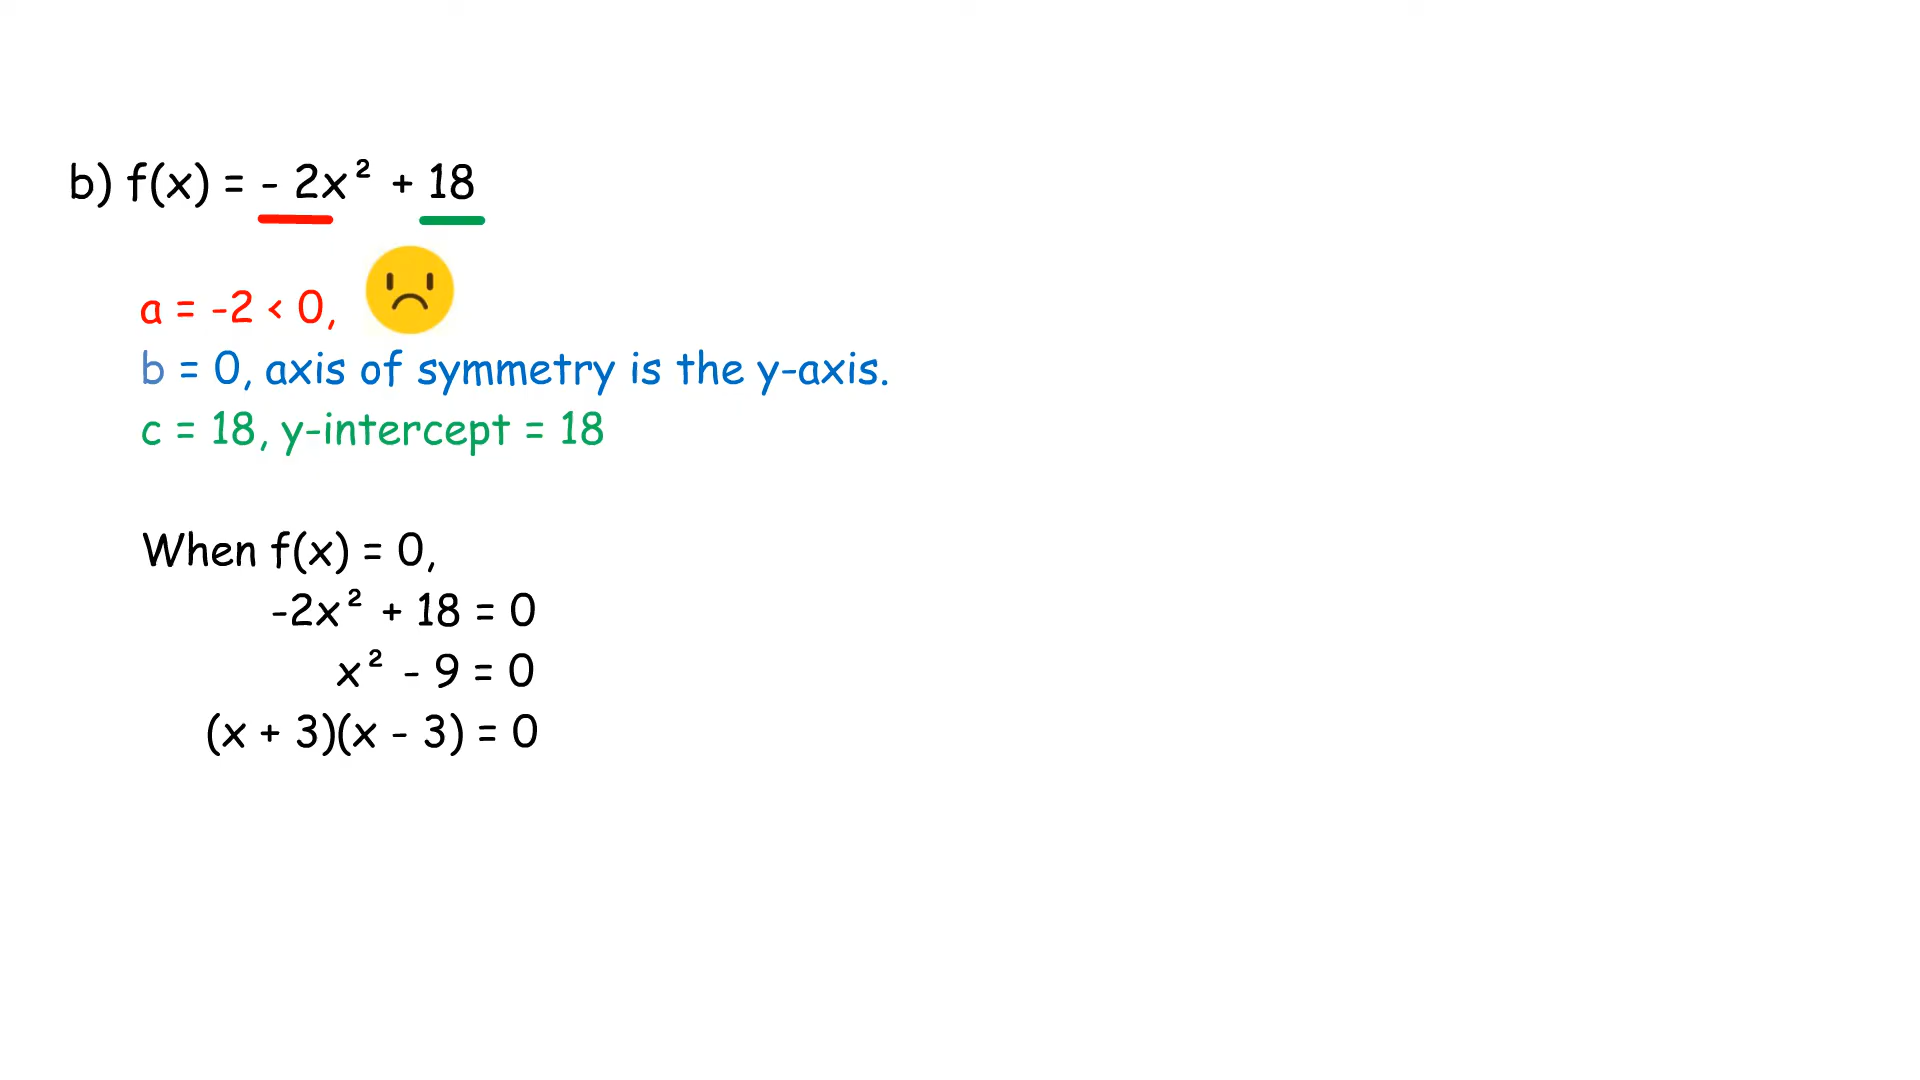 b) f(x) = - 2x² + 18
a = -2 < 0,
b = 0, axis of symmetry is the y-axis.
c = 18, y-intercept = 18
When f(x) = 0,
-2x² + 18 = 0
x² - 9 = 0
(x + 3)(x - 3) = 0